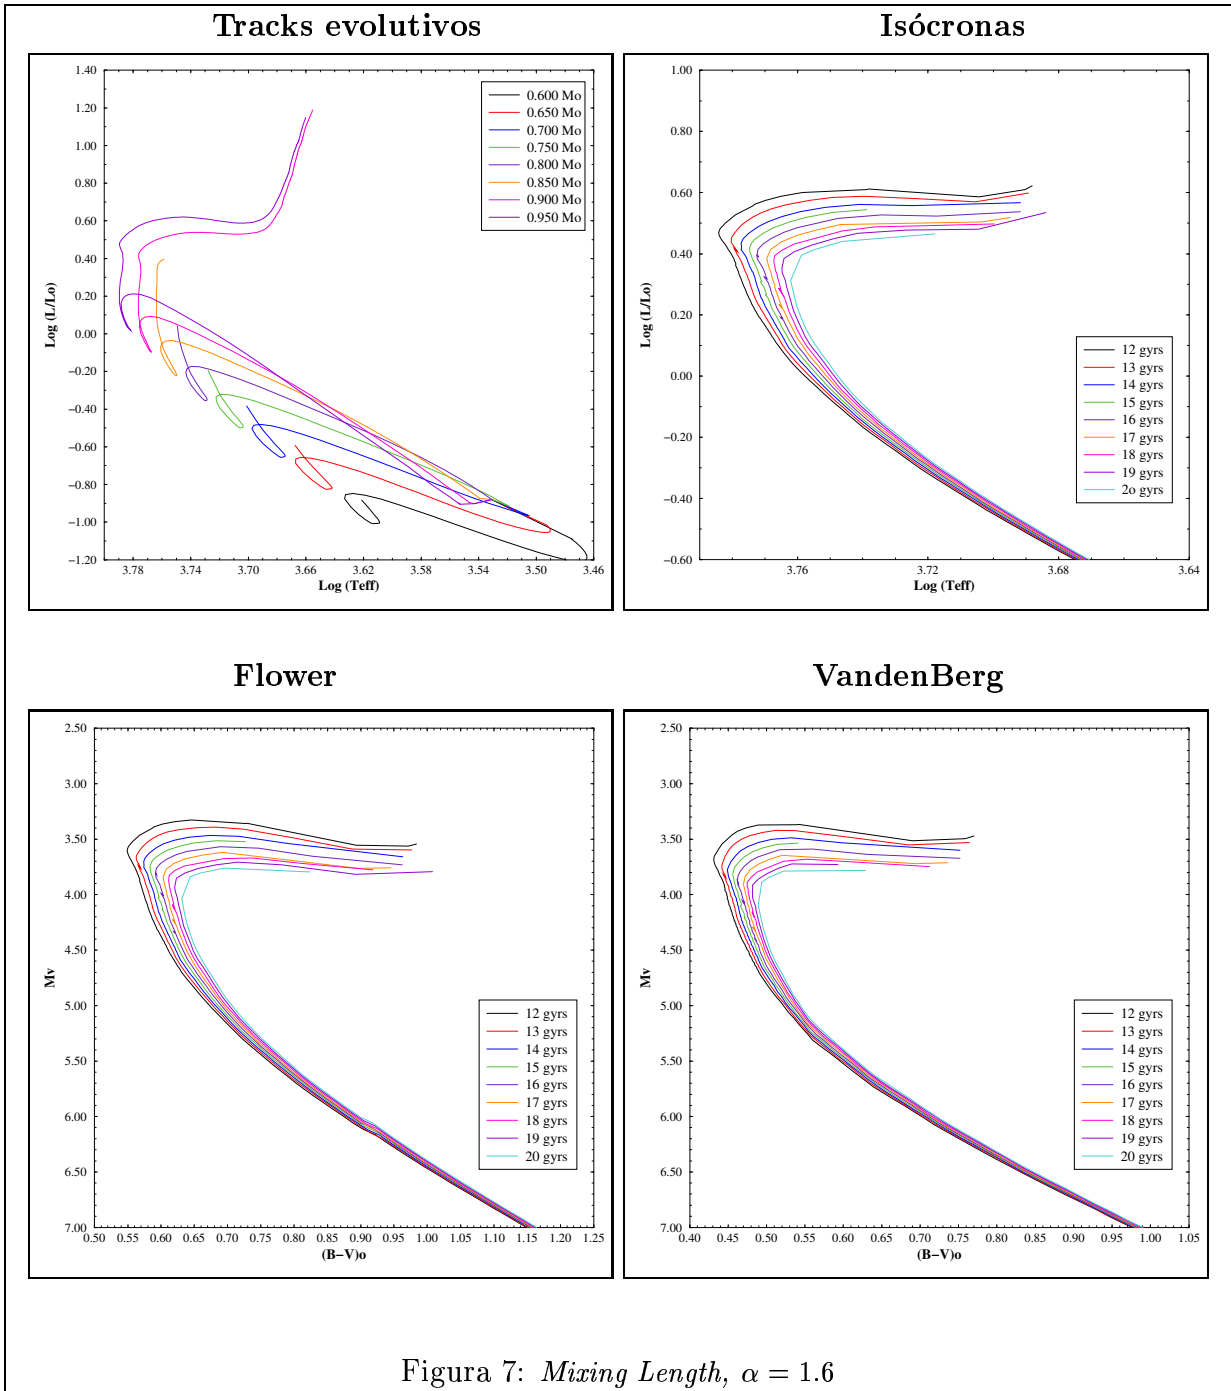 Tracks evolutivos
Isócronas
1.40
1.20
1.00
0.80
0.60
0.40
0.20
0.00
−0.20
−0.40
−0.60
−0.80
−1.00
−1.20
Log (L/Lo)
3.78
3.74
3.70
3.66
3.62
3.58
3.54
3.50
3.46
Log (Teff)
0.600 Mo
0.650 Mo
0.700 Mo
0.750 Mo
0.800 Mo
0.850 Mo
0.900 Mo
0.950 Mo
1.00
0.80
0.60
0.40
0.20
0.00
−0.20
−0.40
−0.60
Log (L/Lo)
3.76
3.72
3.68
3.64
Log (Teff)
12 gyrs
13 gyrs
14 gyrs
15 gyrs
16 gyrs
17 gyrs
18 gyrs
19 gyrs
2o gyrs
Flower
VandenBerg
2.50
3.00
3.50
4.00
4.50
5.00
5.50
6.00
6.50
7.00
Mv
0.50
0.55
0.60
0.65
0.70
0.75
0.80
0.85
0.90
0.95
1.00
1.05
1.10
1.15
1.20
1.25
(B−V)o
12 gyrs
13 gyrs
14 gyrs
15 gyrs
16 gyrs
17 gyrs
18 gyrs
19 gyrs
20 gyrs
2.50
3.00
3.50
4.00
4.50
5.00
5.50
6.00
6.50
7.00
Mv
0.40
0.45
0.50
0.55
0.60
0.65
0.70
0.75
0.80
0.85
0.90
0.95
1.00
1.05
(B−V)o
12 gyrs
13 gyrs
14 gyrs
15 gyrs
16 gyrs
17 gyrs
18 gyrs
19 gyrs
20 gyrs
Figura 7: Mixing Length, α = 1.6